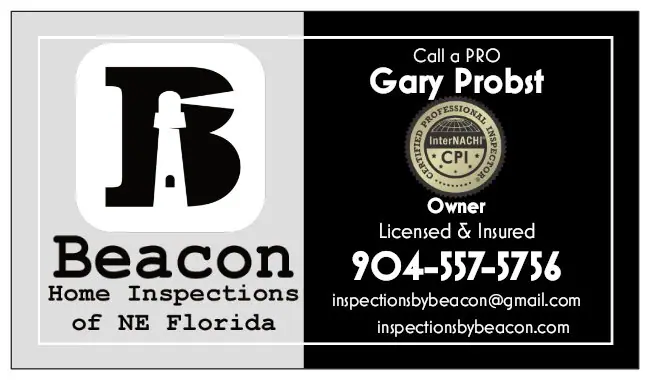 B
Beacon
Home Inspections
of NE Florida
Call a PRO
Gary Probst
CERTIFIED PROFESSIONAL INSPECTOR®
InterNACHI®
CPI
Owner
Licensed & Insured
904-557-5756
inspectionsbybeacon@gmail.com
inspectionsbybeacon.com